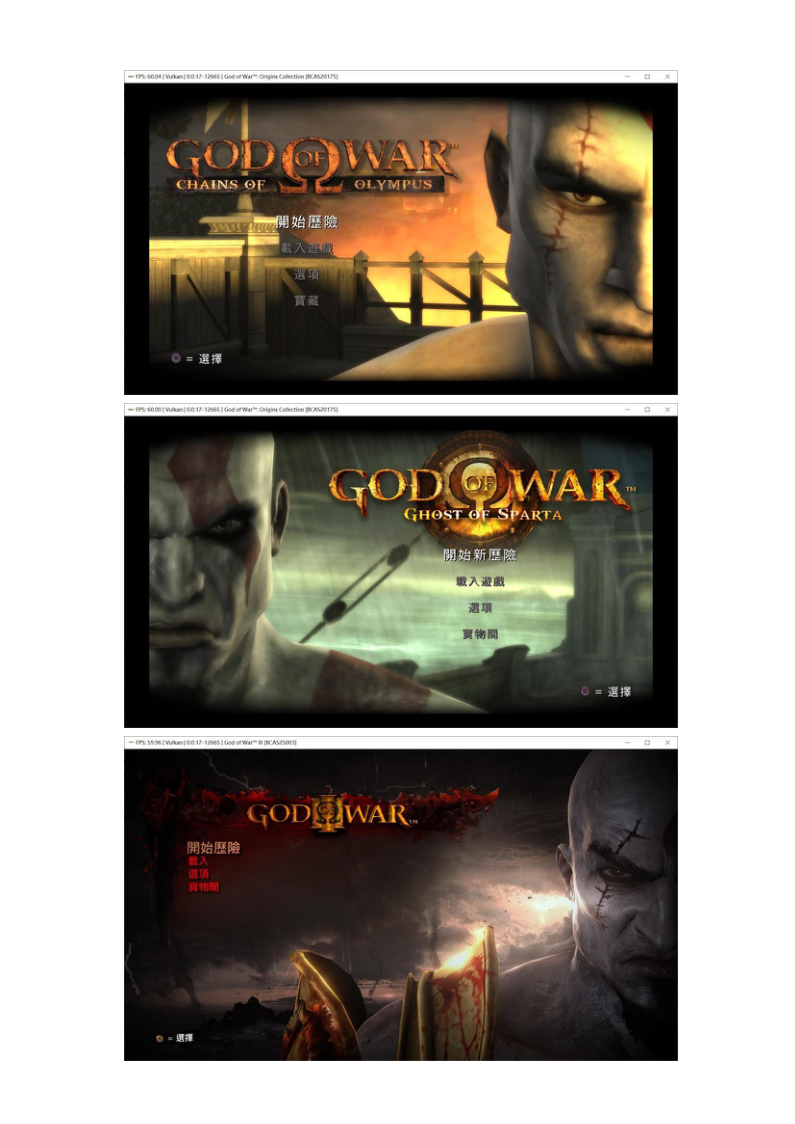 FPS: 60.04 | Vulkan | 0.0.17-12665 | God of War™: Origins Collection [BCAS20175]
GOD OF WAR™
CHAINS OF OLYMPUS
開始歷險
載入遊戲
選項
寶藏
= 選擇
FPS: 60.00 | Vulkan | 0.0.17-12665 | God of War™: Origins Collection [BCAS20175]
GOD OF WAR™
GHOST OF SPARTA
開始新歷險
載入遊戲
選項
寶物間
= 選擇
FPS: 59.96 | Vulkan | 0.0.17-12665 | God of War™ III [BCAS25003]
GOD OF WAR™
III
開始歷險
載入
選項
寶物間
= 選擇